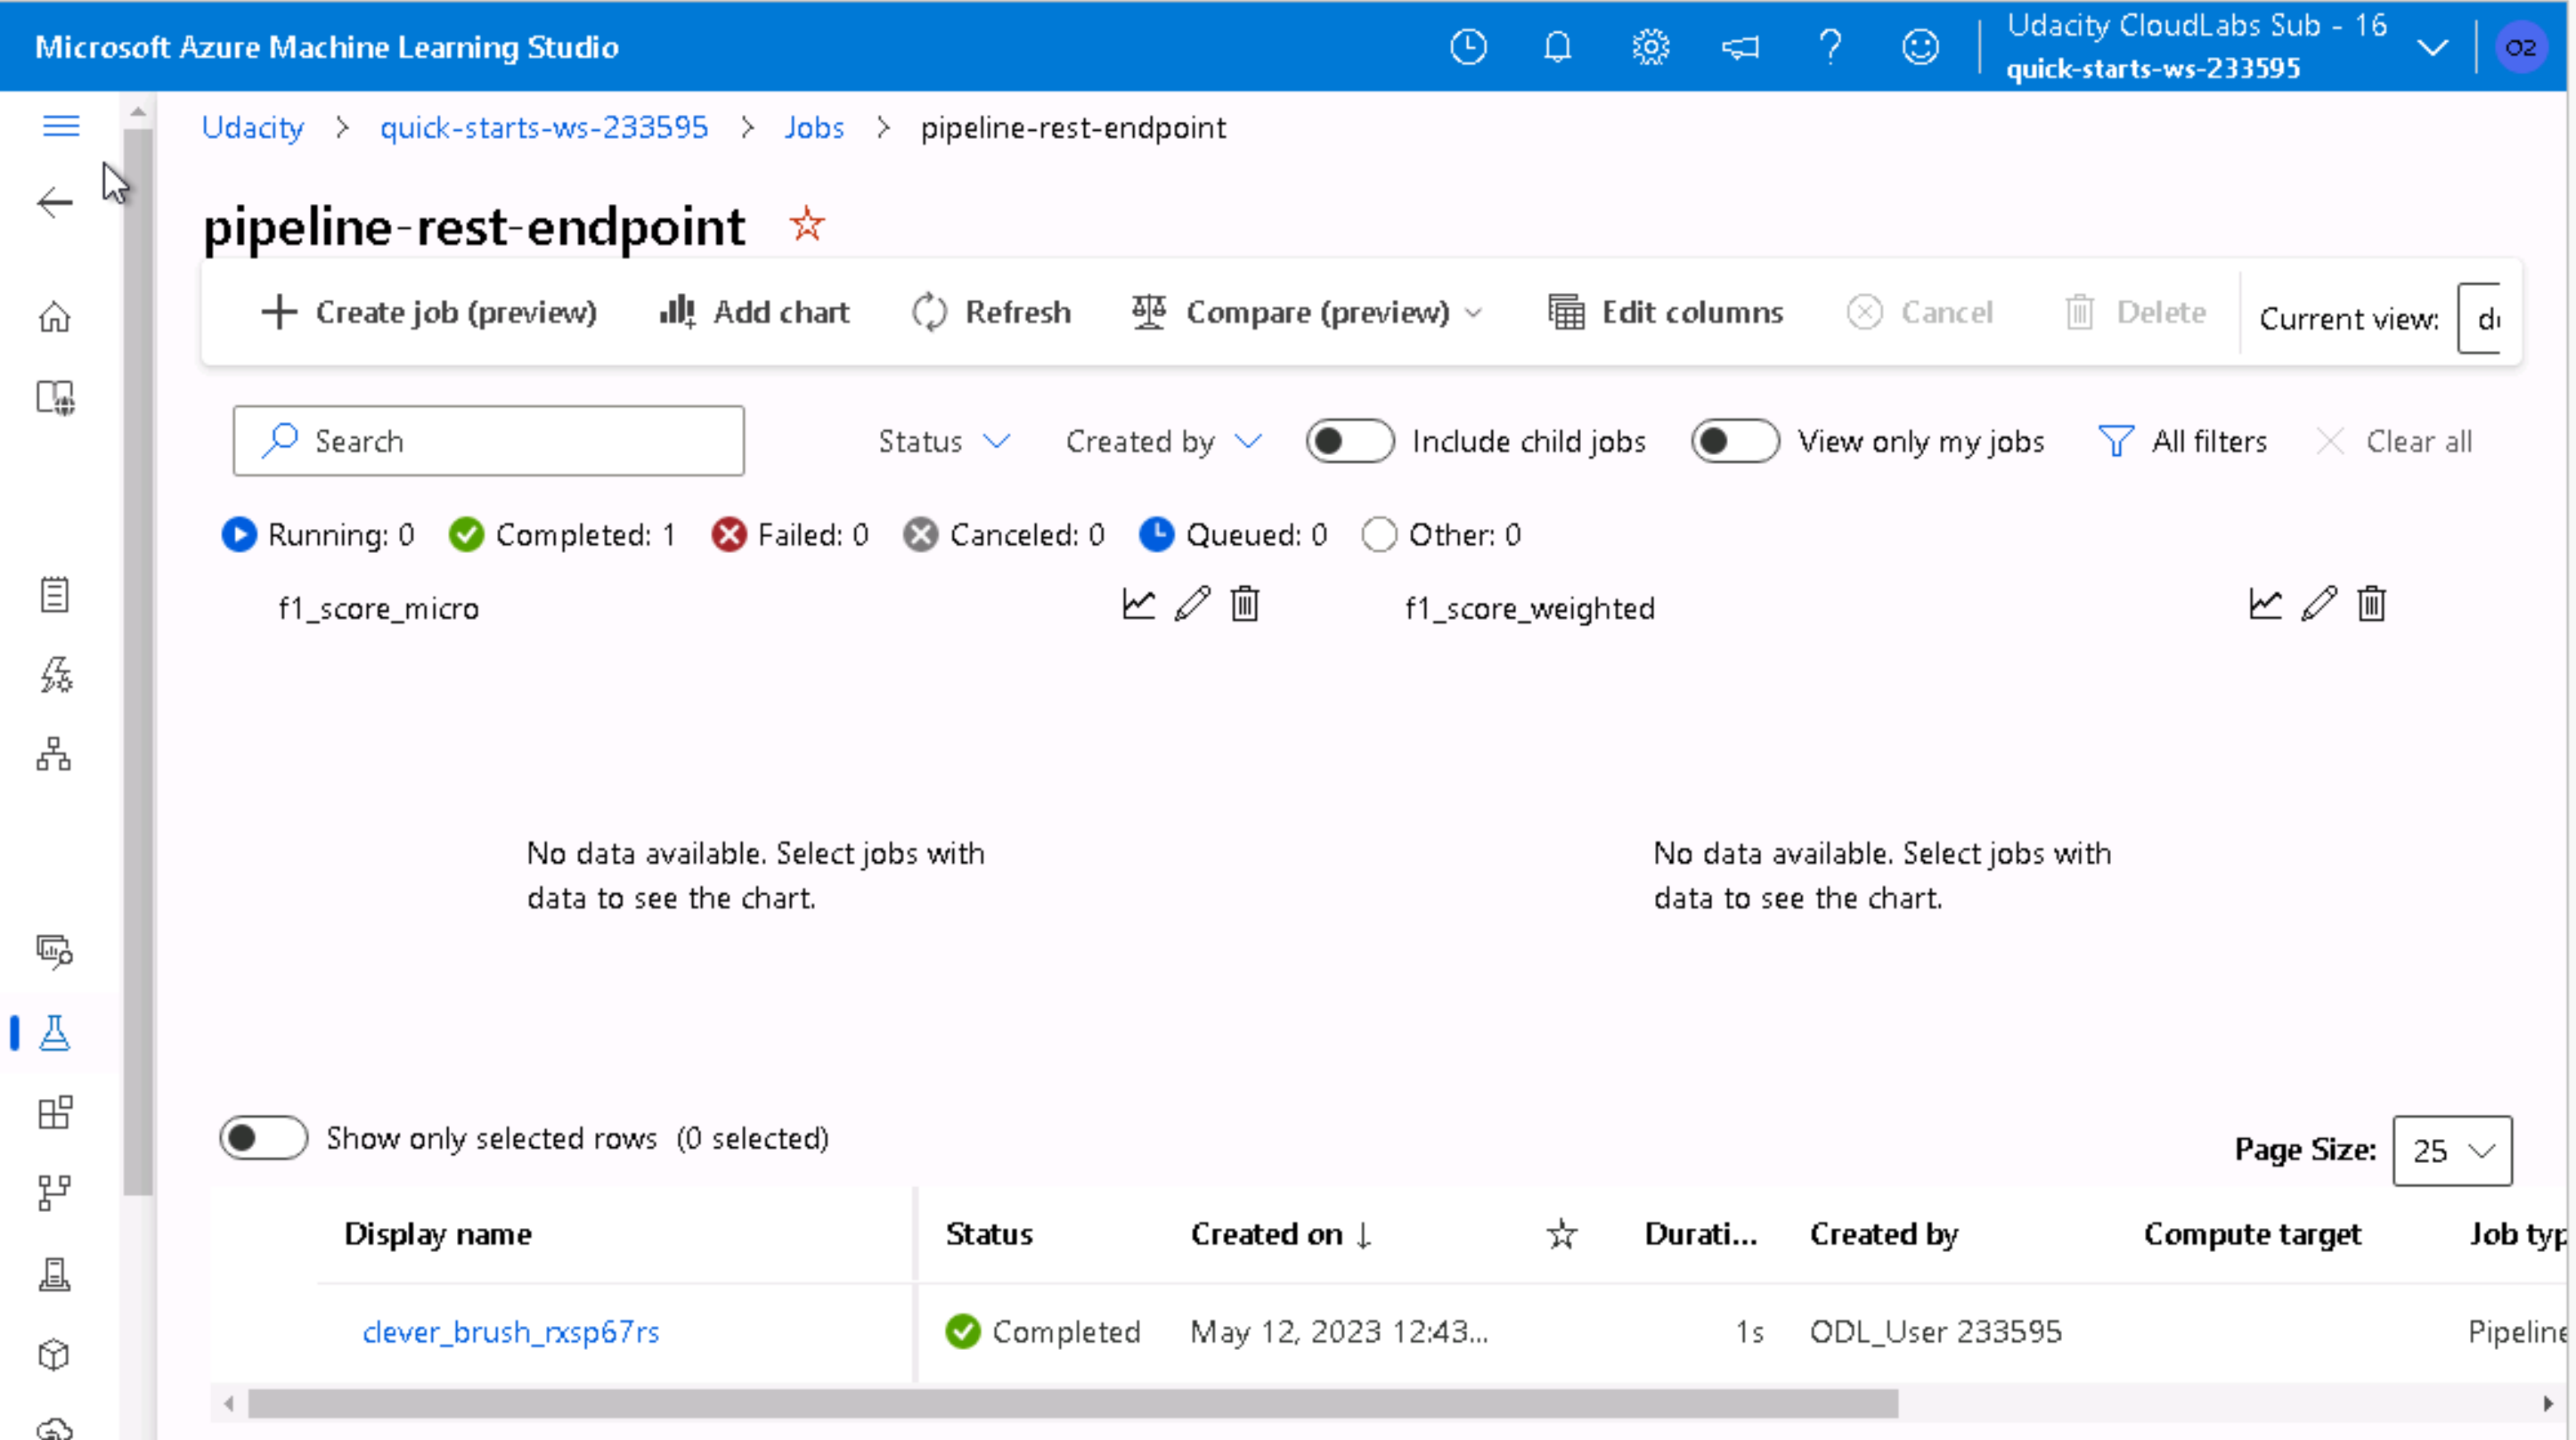 Microsoft Azure Machine Learning Studio
Udacity CloudLabs Sub - 16
quick-starts-ws-233595
O2
Udacity > quick-starts-ws-233595 > Jobs > pipeline-rest-endpoint
pipeline-rest-endpoint
Create job (preview) Add chart Refresh Compare (preview) Edit columns Cancel Delete Current view:
Search Status Created by Include child jobs View only my jobs All filters Clear all
Running: 0 Completed: 1 Failed: 0 Canceled: 0 Queued: 0 Other: 0
f1_score_micro f1_score_weighted
No data available. Select jobs with
data to see the chart.
No data available. Select jobs with
data to see the chart.
Show only selected rows (0 selected)
Page Size: 25
Display name Status Created on ↓ Durati... Created by Compute target Job typ
clever_brush_rxsp67rs Completed May 12, 2023 12:43... 1s ODL_User 233595 Pipeline